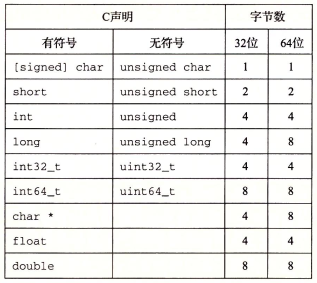 C声明 字节数
有符号 无符号 32位 64位
[signed] char unsigned char 1 1
short unsigned short 2 2
int unsigned 4 4
long unsigned long 4 8
int32_t uint32_t 4 4
int64_t uint64_t 8 8
char * 4 8
float 4 4
double 8 8